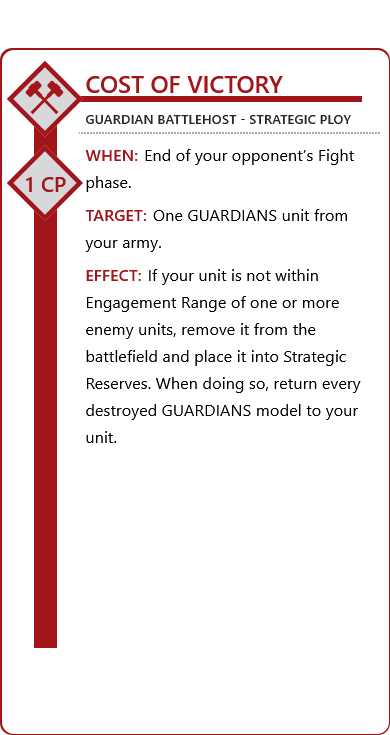 COST OF VICTORY
GUARDIAN BATTLEHOST - STRATEGIC PLOY
1 CP
WHEN: End of your opponent's Fight
phase.
TARGET: One GUARDIANS unit from
your army.
EFFECT: If your unit is not within
Engagement Range of one or more
enemy units, remove it from the
battlefield and place it into Strategic
Reserves. When doing so, return every
destroyed GUARDIANS model to your
unit.